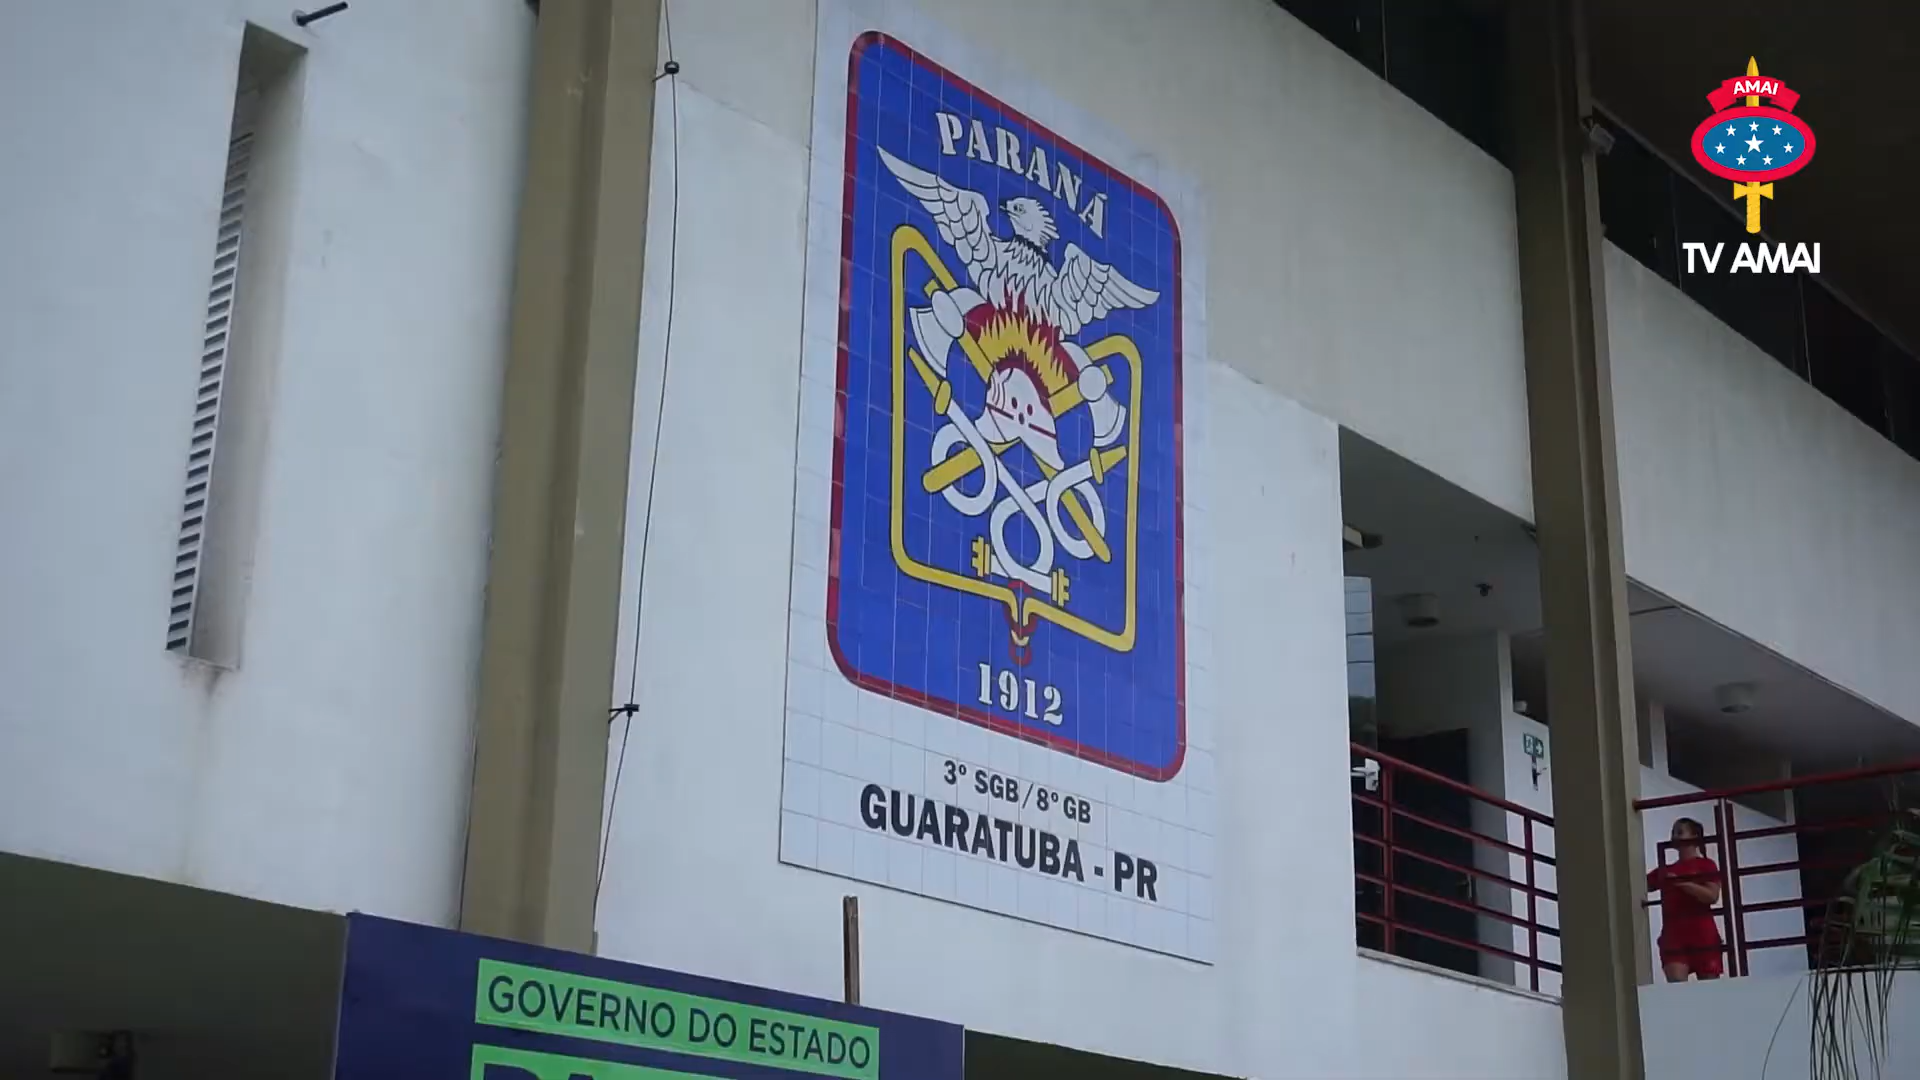 AMAI
TV AMAI
PARANÁ
1912
3º SGB/8º GB
GUARATUBA - PR
GOVERNO DO ESTADO